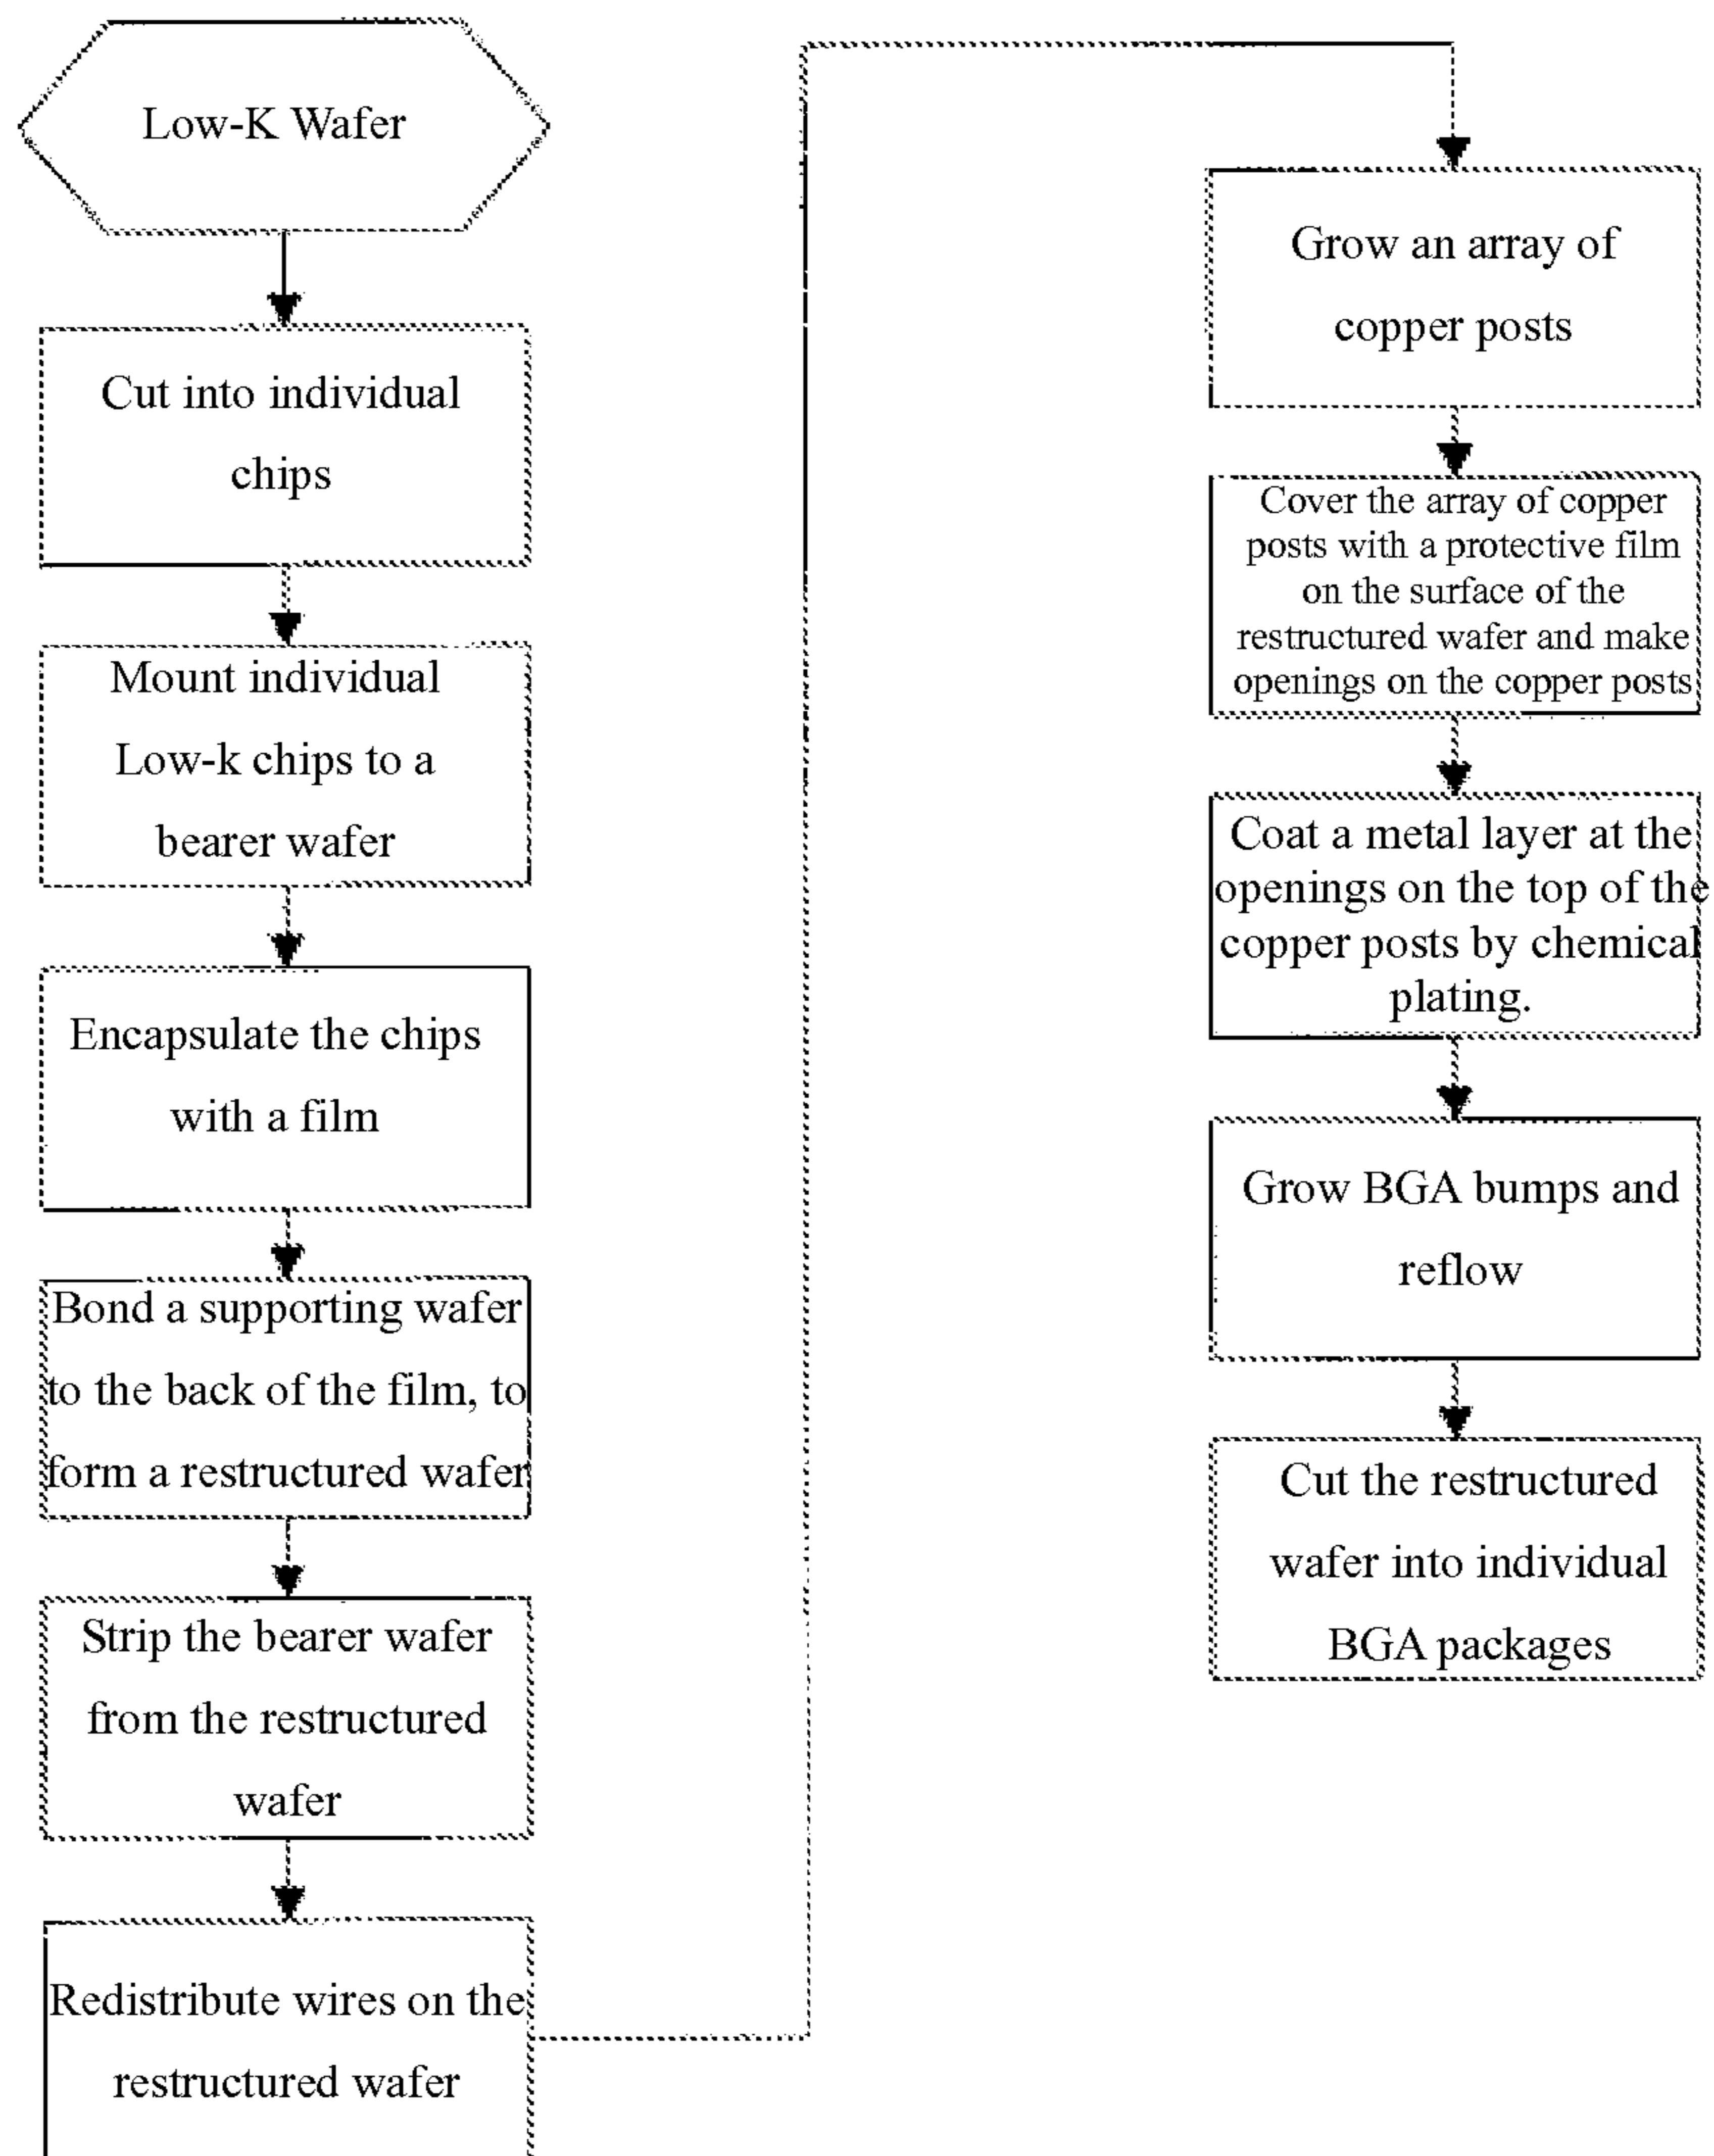 Low-K Wafer
Cut into individual
chips
Mount individual
Low-k chips to a
bearer wafer
Encapsulate the chips
with a film
Bond a supporting wafer
to the back of the film, to
form a restructured wafer
Strip the bearer wafer
from the restructured
wafer
Redistribute wires on the
restructured wafer
Grow an array of
copper posts
Cover the array of copper
posts with a protective film
on the surface of the
restructured wafer and make
openings on the copper posts
Coat a metal layer at the
openings on the top of the
copper posts by chemical
plating.
Grow BGA bumps and
reflow
Cut the restructured
wafer into individual
BGA packages